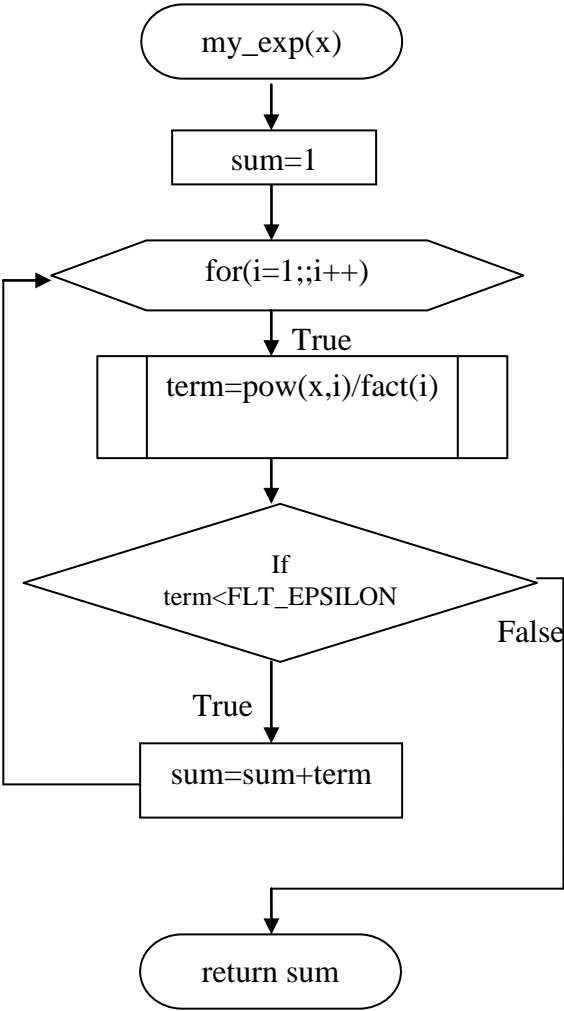 my_exp(x)
sum=1
for(i=1;;i++)
True
term=pow(x,i)/fact(i)
If
term<FLT_EPSILON
False
True
sum=sum+term
return sum